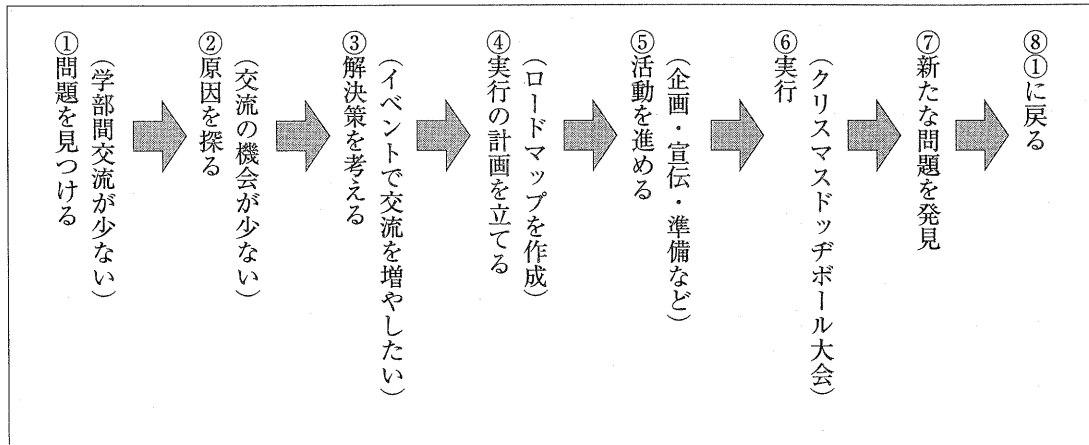 ①問題を見つける
（学部間交流が少ない）
②原因を探る
（交流の機会が少ない）
③解決策を考える
（イベントで交流を増やしたい）
④実行の計画を立てる
（ロードマップを作成）
⑤活動を進める
（企画・宣伝・準備など）
⑥実行
（クリスマスドッヂボール大会）
⑦新たな問題を発見
⑧①に戻る